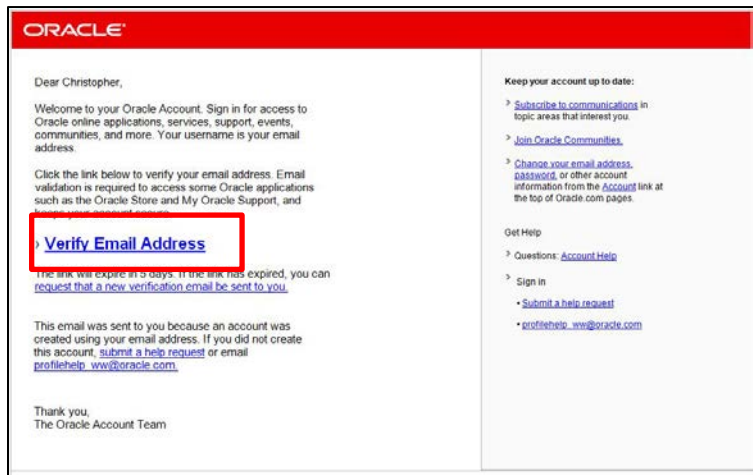 ORACLE
Dear Christopher,
Welcome to your Oracle Account. Sign in for access to
Oracle online applications, services, support, events,
communities, and more. Your username is your email
address.
Click the link below to verify your email address. Email
validation is required to access some Oracle applications
such as the Oracle Store and My Oracle Support, and
keeps your account secure.
› Verify Email Address
The link will expire in 5 days. If the link has expired, you can
request that a new verification email be sent to you.
This email was sent to you because an account was
created using your email address. If you did not create
this account, submit a help request or email
profilehelp_ww@oracle.com.
Thank you,
The Oracle Account Team
Keep your account up to date:
› Subscribe to communications in
topic areas that interest you.
› Join Oracle Communities.
› Change your email address,
password, or other account
information from the Account link at
the top of Oracle.com pages.
Get Help
› Questions: Account Help
› Sign in
• Submit a help request
• profilehelp_ww@oracle.com